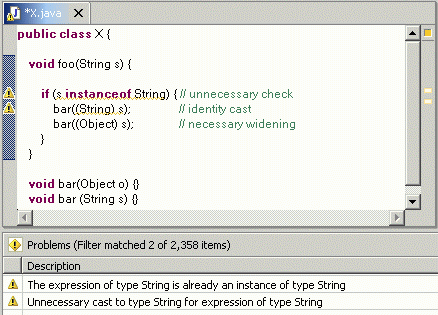 *X.java
public class X {
void foo(String s) {
if (s instanceof String) { // unnecessary check
bar((String) s); // identity cast
bar((Object) s); // necessary widening
}
}
void bar(Object o) {}
void bar (String s) {}
Problems (Filter matched 2 of 2,358 items)
Description
The expression of type String is already an instance of type String
Unnecessary cast to type String for expression of type String